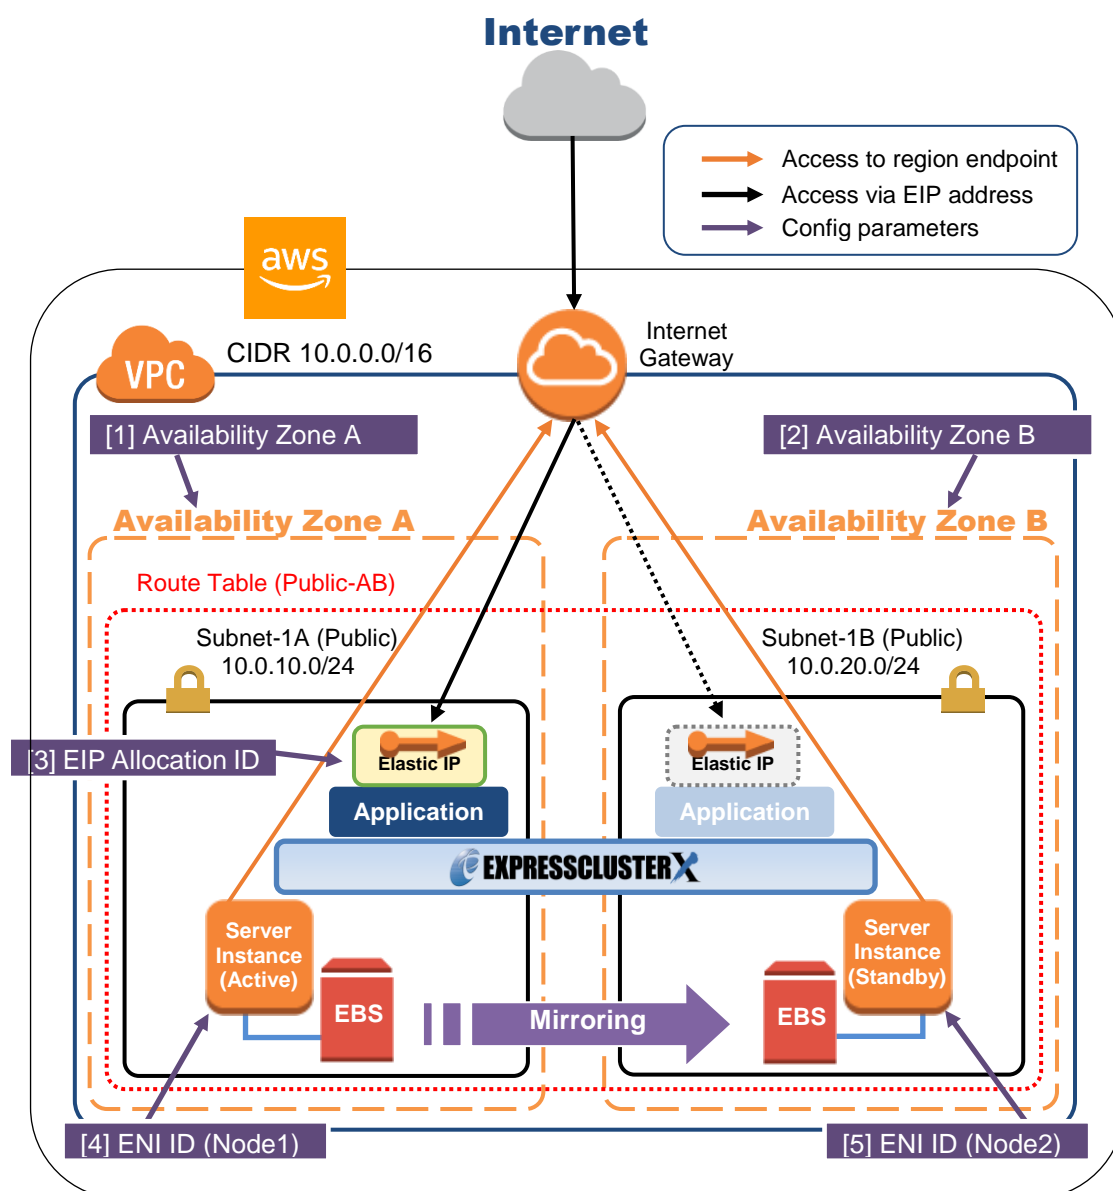 Internet
Access to region endpoint
Access via EIP address
Config parameters
aws
Internet
Gateway
VPC
CIDR 10.0.0.0/16
[1] Availability Zone A
[2] Availability Zone B
Availability Zone A
Availability Zone B
Route Table (Public-AB)
Subnet-1A (Public)
10.0.10.0/24
Subnet-1B (Public)
10.0.20.0/24
[3] EIP Allocation ID
Elastic IP
Elastic IP
Application
Application
EXPRESSCLUSTER X
Server
Instance
(Active)
Server
Instance
(Standby)
EBS
Mirroring
EBS
[4] ENI ID (Node1)
[5] ENI ID (Node2)